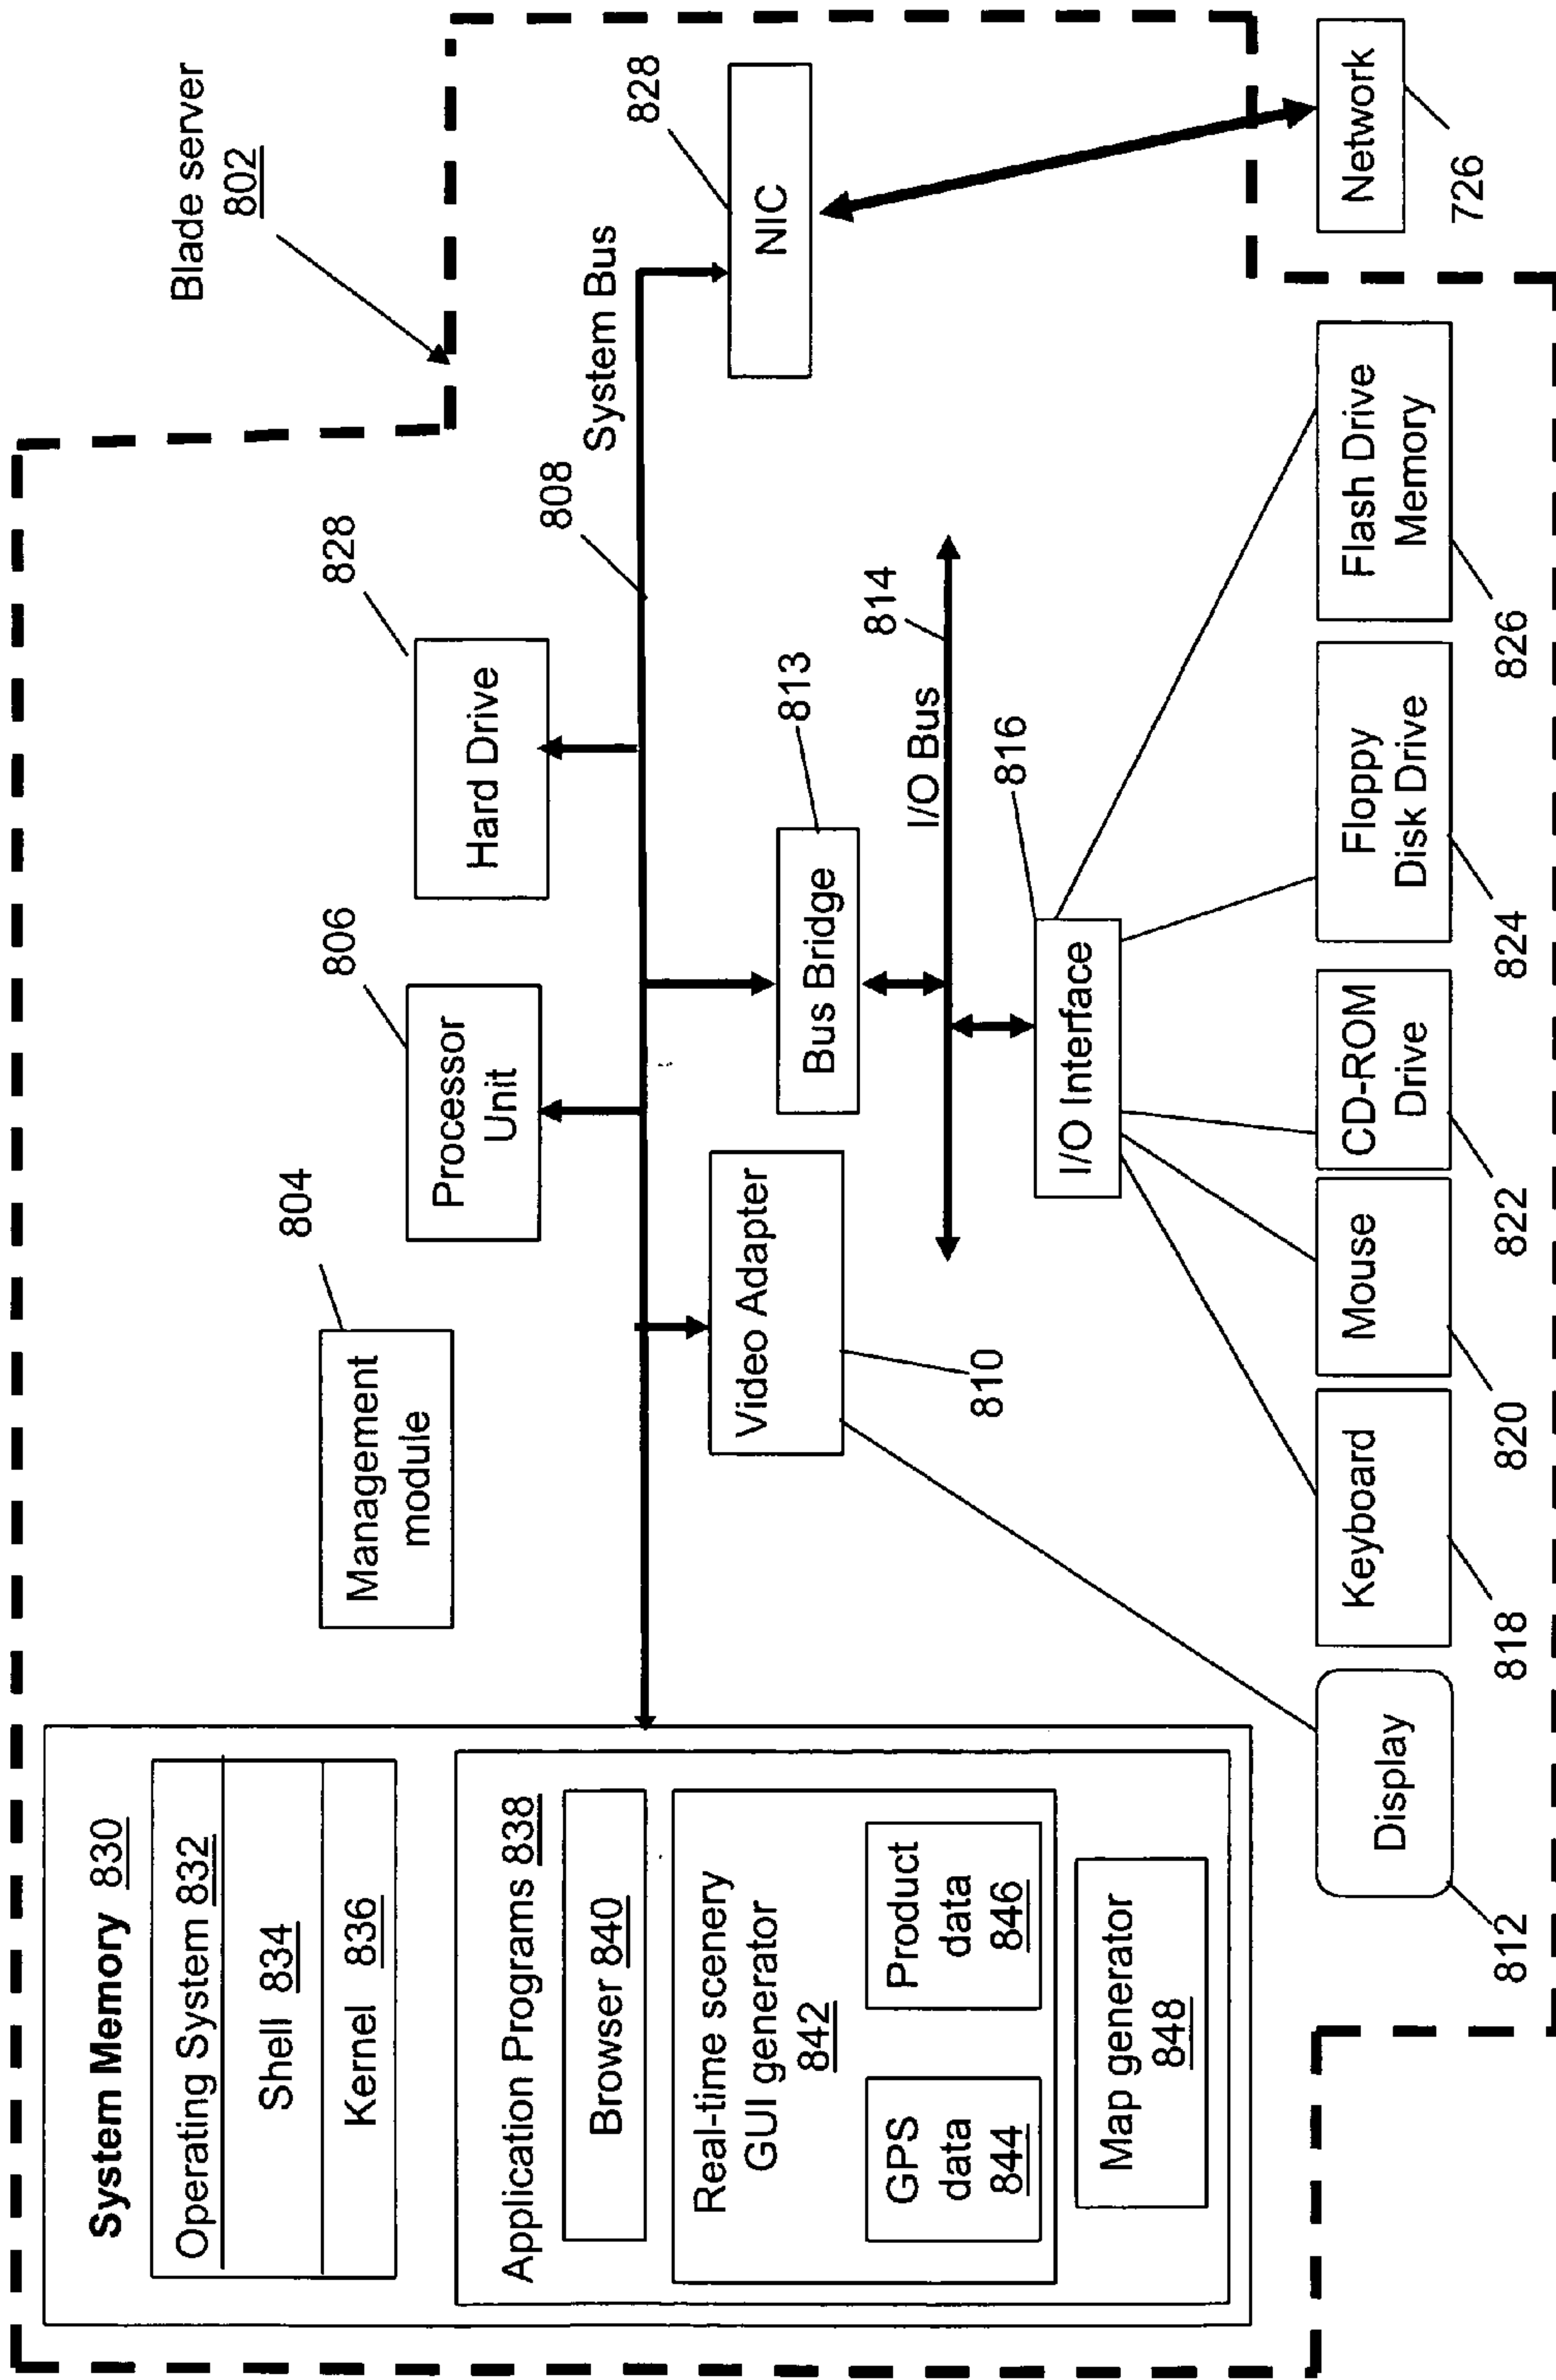 Blade server
802
System Memory 830
Operating System 832
Shell 834
Kernel 836
Application Programs 838
Browser 840
Real-time scenery
GUI generator
842
GPS
data
844
Product
data
846
Map generator
848
Management
module
804
Processor
Unit
806
Hard Drive
828
808
System Bus
NIC
828
Video Adapter
810
Bus Bridge
813
I/O Bus
814
I/O Interface
816
Display
812
Keyboard
818
Mouse
820
CD-ROM
Drive
822
Floppy
Disk Drive
824
Flash Drive
Memory
826
Network
726